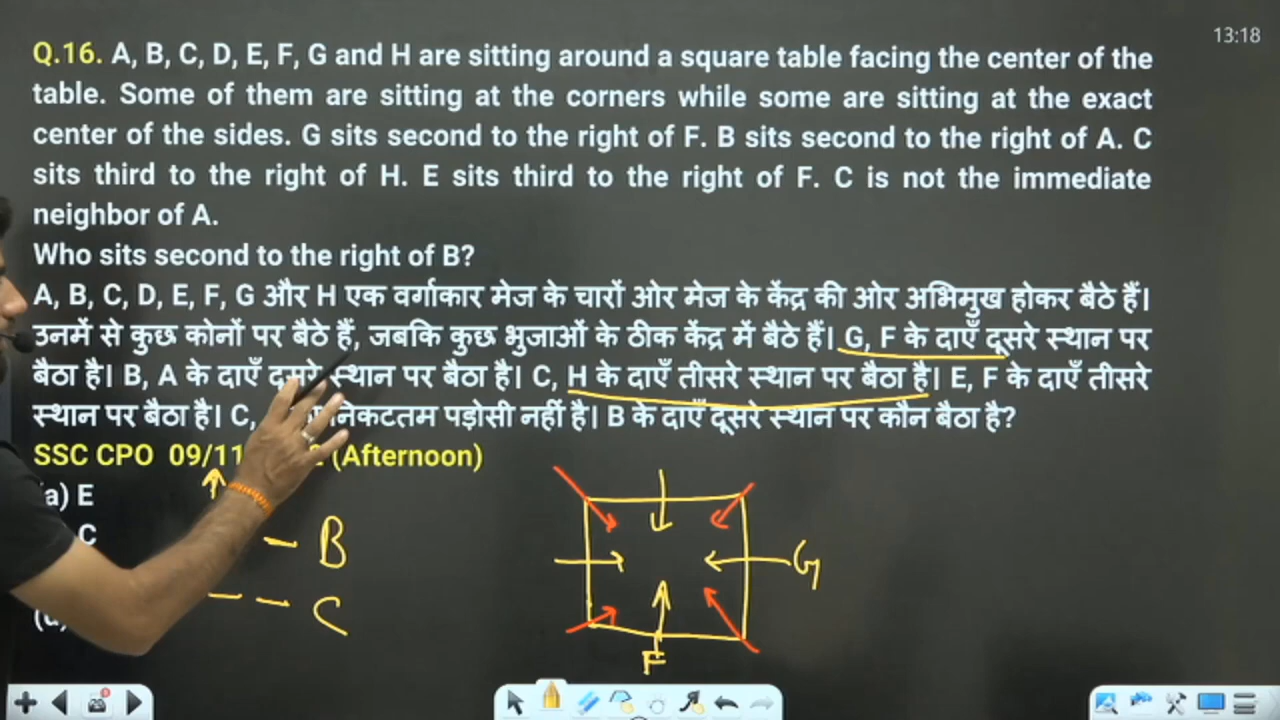 13:18
Q.16. A, B, C, D, E, F, G and H are sitting around a square table facing the center of the
table. Some of them are sitting at the corners while some are sitting at the exact
center of the sides. G sits second to the right of F. B sits second to the right of A. C
sits third to the right of H. E sits third to the right of F. C is not the immediate
neighbor of A.
Who sits second to the right of B?
A, B, C, D, E, F, G और H एक वर्गाकार मेज के चारों ओर मेज के केंद्र की ओर अभिमुख होकर बैठे हैं।
उनमें से कुछ कोनों पर बैठे हैं, जबकि कुछ भुजाओं के ठीक केंद्र में बैठे हैं। G, F के दाएँ दूसरे स्थान पर
बैठा है। B, A के दाएँ दूसरे स्थान पर बैठा है। C, H के दाएँ तीसरे स्थान पर बैठा है। E, F के दाएँ तीसरे
स्थान पर बैठा है। C, निकटतम पड़ोसी नहीं है। B के दाएँ दूसरे स्थान पर कौन बैठा है?
SSC CPO 09/11 (Afternoon)
(a) E
C
B
C
G
F